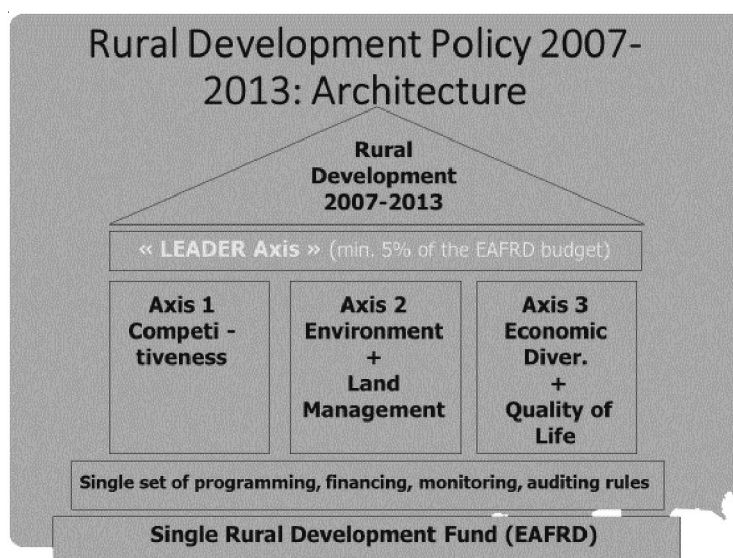 Rural Development Policy 2007-
2013: Architecture
Rural
Development
2007-2013
« LEADER Axis » (min. 5% of the EAFRD budget)
Axis 1
Competi -
tiveness
Axis 2
Environment
+
Land
Management
Axis 3
Economic
Diver.
+
Quality of
Life
Single set of programming, financing, monitoring, auditing rules
Single Rural Development Fund (EAFRD)